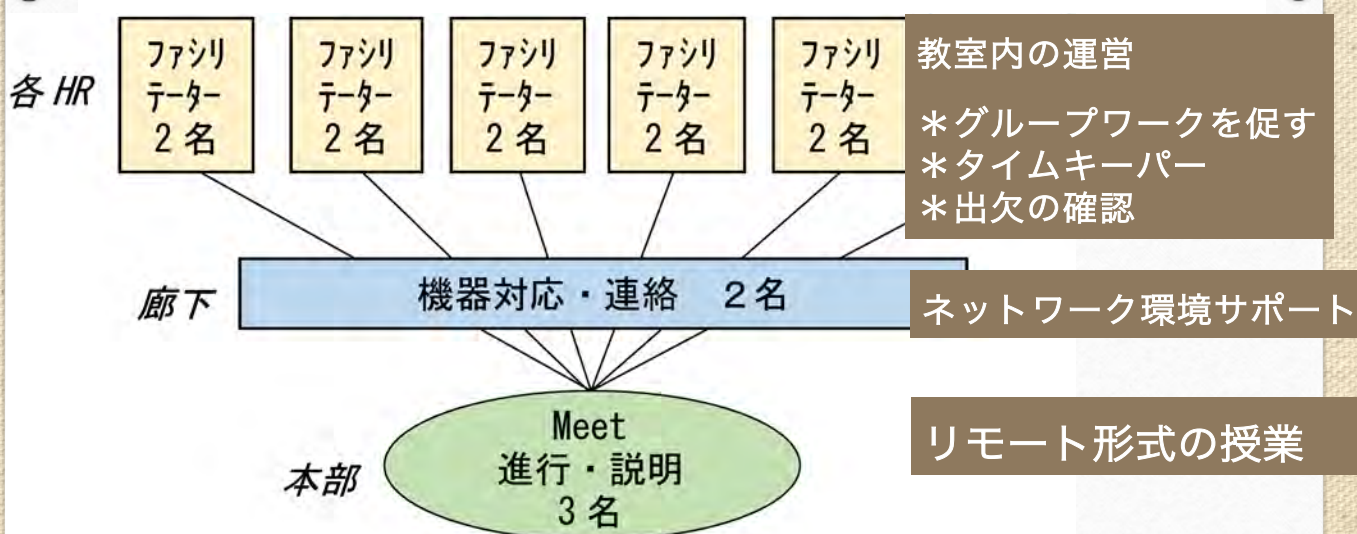 各 HR
ﾌｧｼﾘ
ﾃｰﾀｰ
2 名
ﾌｧｼﾘ
ﾃｰﾀｰ
2 名
ﾌｧｼﾘ
ﾃｰﾀｰ
2 名
ﾌｧｼﾘ
ﾃｰﾀｰ
2 名
ﾌｧｼﾘ
ﾃｰﾀｰ
2 名
教室内の運営
＊グループワークを促す
＊タイムキーパー
＊出欠の確認
廊下
機器対応・連絡　２名
ネットワーク環境サポート
本部
Meet
進行・説明
3 名
リモート形式の授業